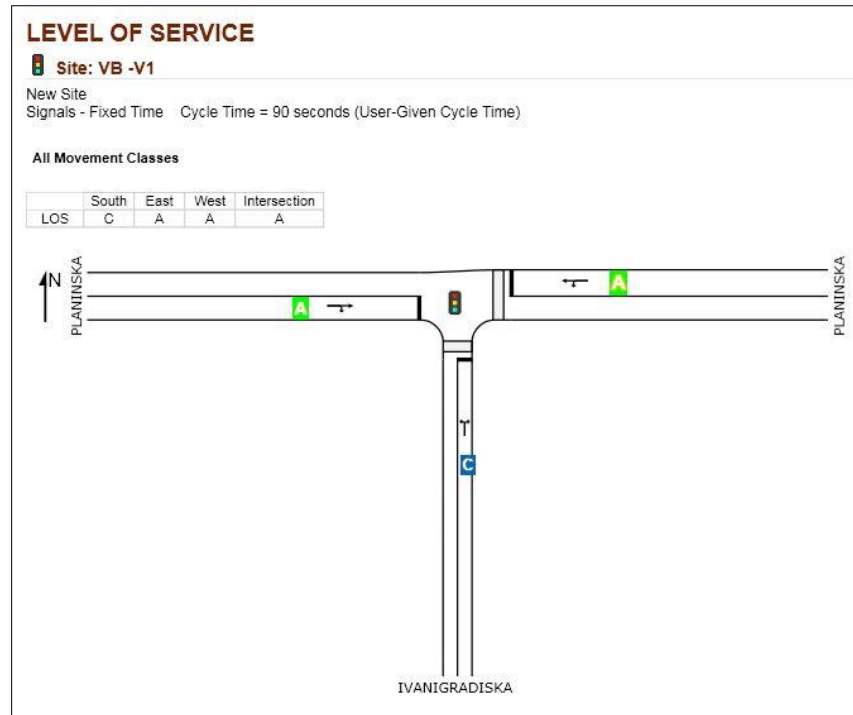 LEVEL OF SERVICE
Site: VB -V1
New Site
Signals - Fixed Time Cycle Time = 90 seconds (User-Given Cycle Time)
All Movement Classes
South East West Intersection
LOS C A A A
N
PLANINSKA
A
A
PLANINSKA
C
IVANIGRADISKA